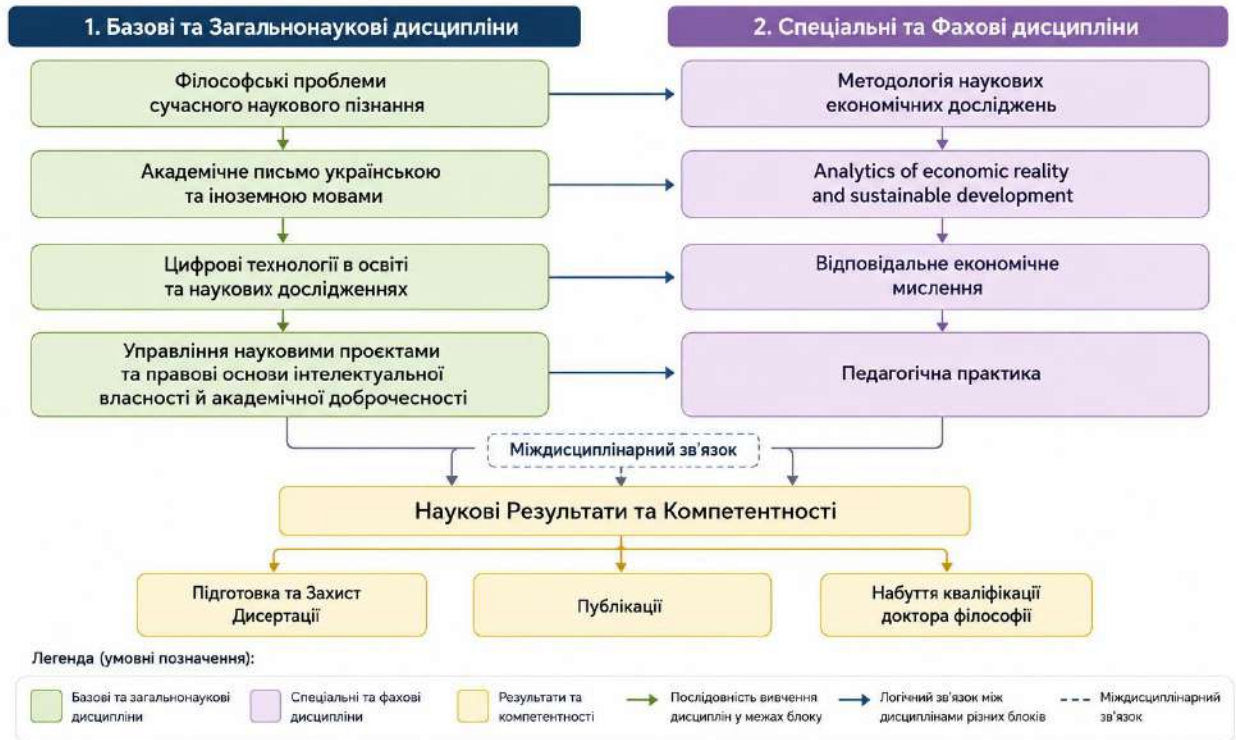 1. Базові та Загальнонаукові дисципліни
2. Спеціальні та Фахові дисципліни
Філософські проблеми
сучасного наукового пізнання
Методологія наукових
економічних досліджень
Академічне письмо українською
та іноземною мовами
Analytics of economic reality
and sustainable development
Цифрові технології в освіті
та наукових дослідженнях
Відповідальне економічне
мислення
Управління науковими проєктами
та правові основи інтелектуальної
власності й академічної доброчесності
Педагогічна практика
Міждисциплінарний зв'язок
Наукові Результати та Компетентності
Підготовка та Захист
Дисертації
Публікації
Набуття кваліфікації
доктора філософії
Легенда (умовні позначення):
Базові та загальнонаукові
дисципліни
Спеціальні та фахові
дисципліни
Результати та
компетентності
Послідовність вивчення
дисциплін у межах блоку
Логічний зв'язок між
дисциплінами різних блоків
Міждисциплінарний
зв'язок